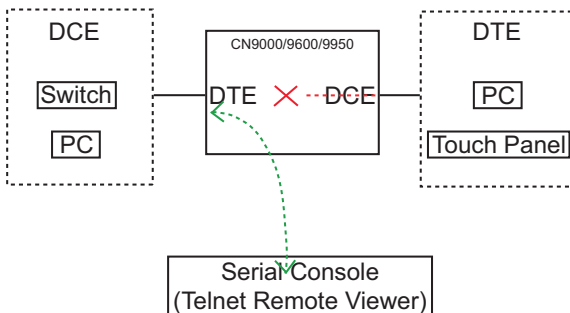 DCE
Switch
PC
CN9000/9600/9950
DTE
DCE
DTE
PC
Touch Panel
Serial Console
(Telnet Remote Viewer)